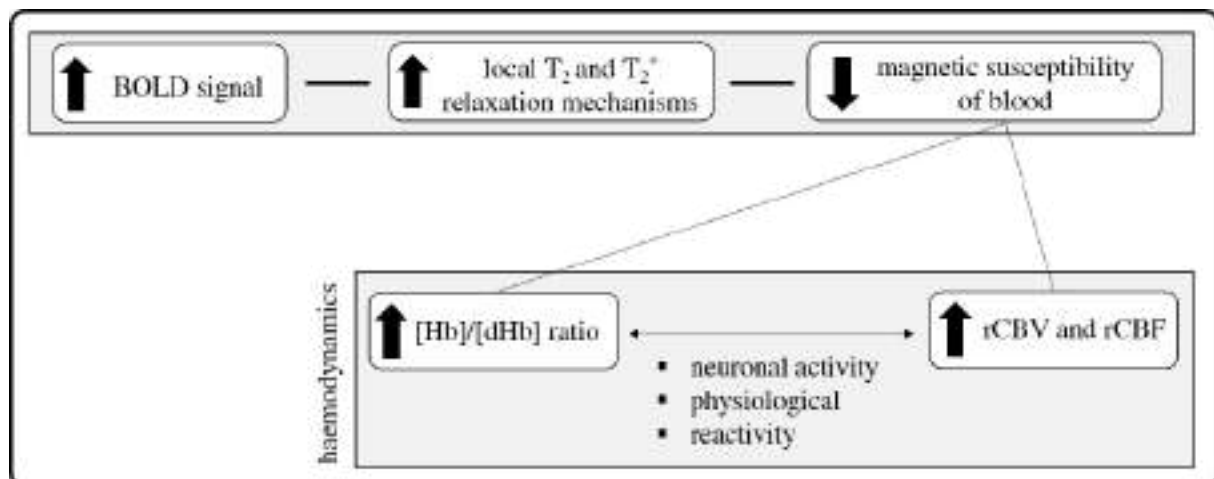 BOLD signal
local T₂ and T₂*
relaxation mechanisms
magnetic susceptibility
of blood
haemodynamics
[Hb]/[dHb] ratio
rCBV and rCBF
▪ neuronal activity
▪ physiological
▪ reactivity